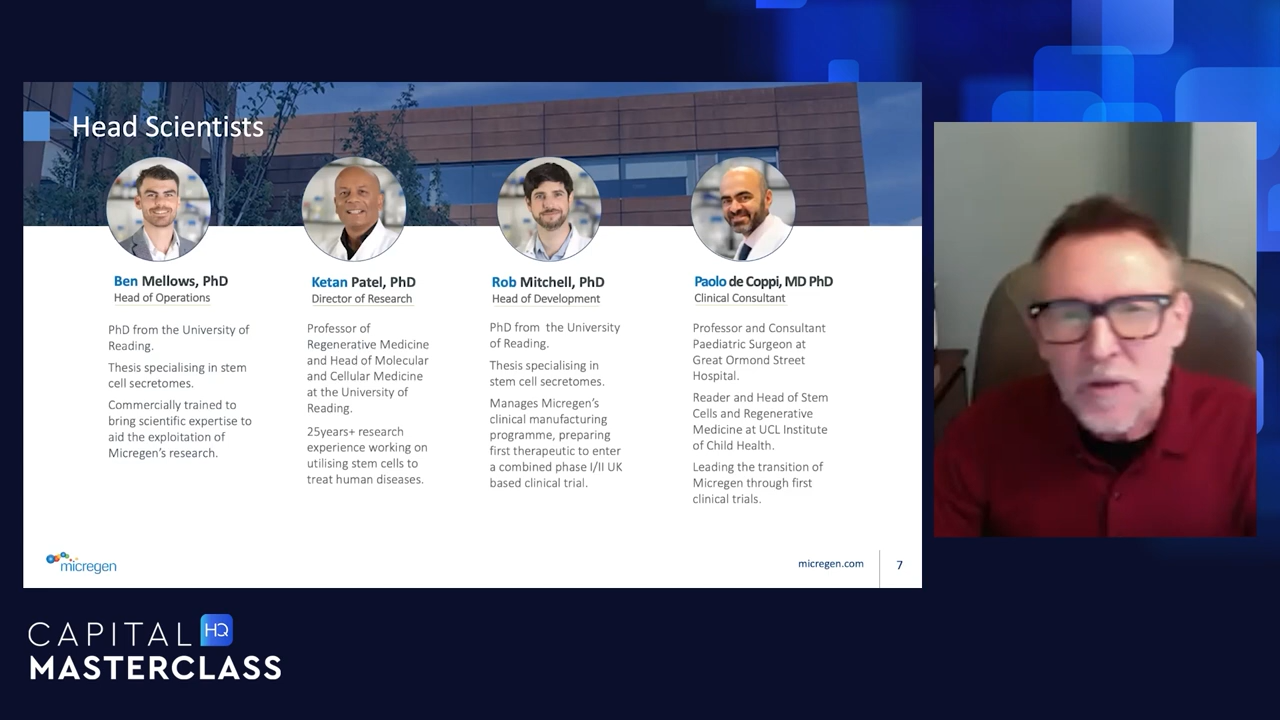 Head Scientists
Ben Mellows, PhD
Head of Operations
PhD from the University of
Reading.
Thesis specialising in stem
cell secretomes.
Commercially trained to
bring scientific expertise to
aid the exploitation of
Micregen’s research.
Ketan Patel, PhD
Director of Research
Professor of
Regenerative Medicine
and Head of Molecular
and Cellular Medicine
at the University of
Reading.
25years+ research
experience working on
utilising stem cells to
treat human diseases.
Rob Mitchell, PhD
Head of Development
PhD from the University
of Reading.
Thesis specialising in
stem cell secretomes.
Manages Micregen’s
clinical manufacturing
programme, preparing
first therapeutic to enter
a combined phase I/II UK
based clinical trial.
Paolo de Coppi, MD PhD
Clinical Consultant
Professor and Consultant
Paediatric Surgeon at
Great Ormond Street
Hospital.
Reader and Head of Stem
Cells and Regenerative
Medicine at UCL Institute
of Child Health.
Leading the transition of
Micregen through first
clinical trials.
micregen
micregen.com
7
CAPITAL HQ
MASTERCLASS